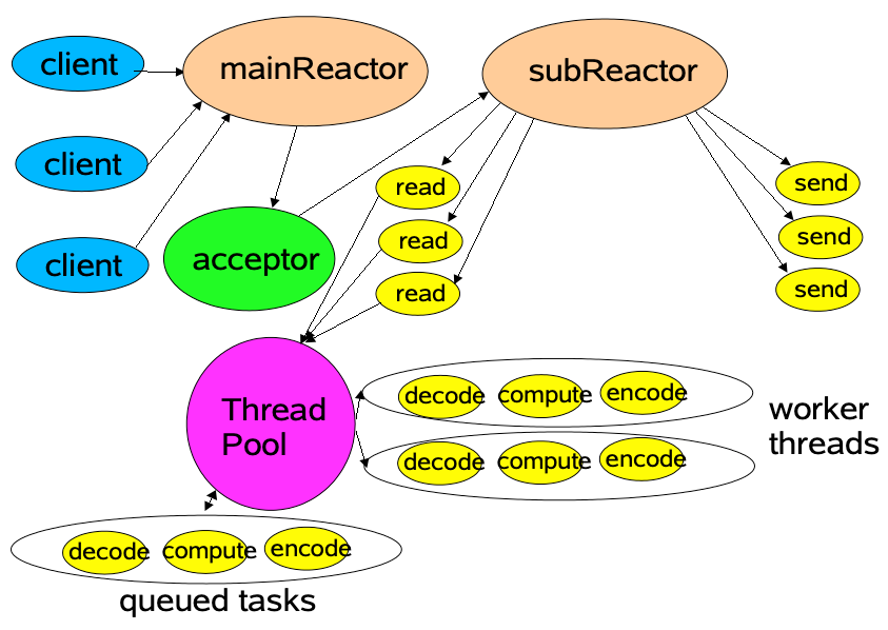 client
mainReactor
subReactor
client
read
send
client
acceptor
read
send
read
send
Thread
Pool
decode compute encode
worker
threads
decode compute encode
decode compute encode
queued tasks